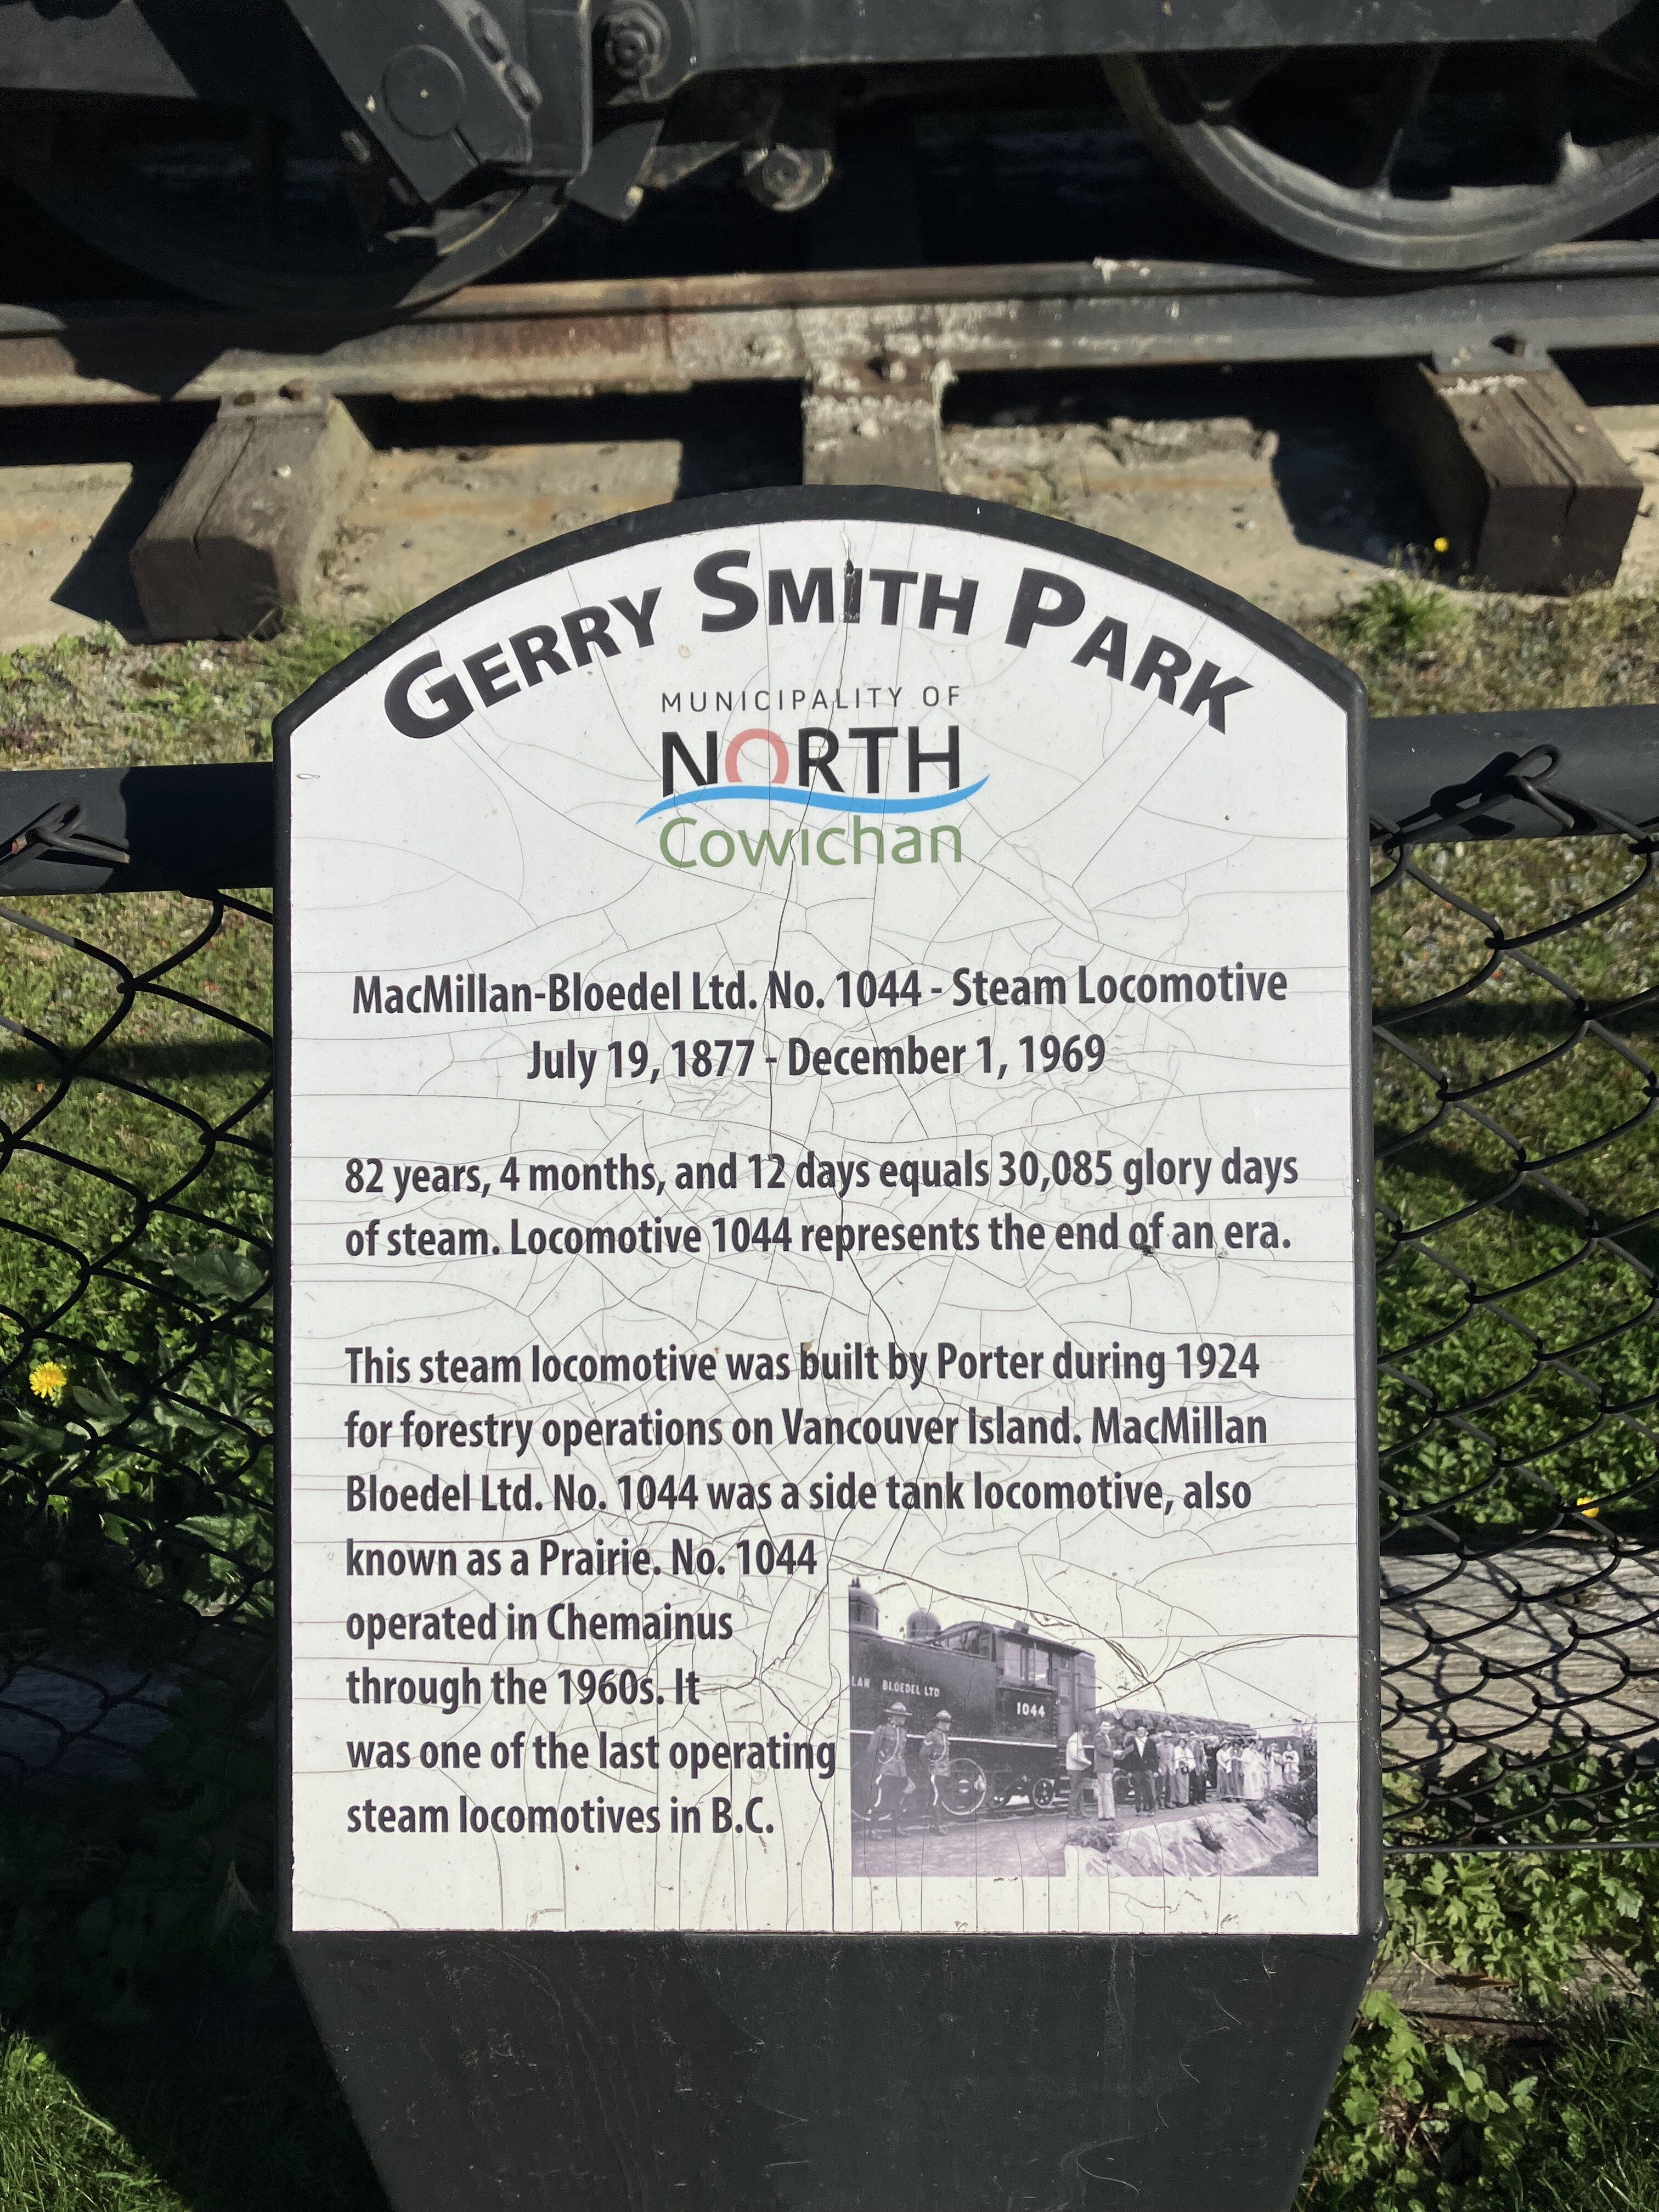 GERRY SMITH PARK
MUNICIPALITY OF
NORTH
Cowichan
MacMillan-Bloedel Ltd. No. 1044 - Steam Locomotive
July 19, 1877 - December 1, 1969
82 years, 4 months, and 12 days equals 30,085 glory days
of steam. Locomotive 1044 represents the end of an era.
This steam locomotive was built by Porter during 1924
for forestry operations on Vancouver Island. MacMillan
Bloedel Ltd. No. 1044 was a side tank locomotive, also
known as a Prairie. No. 1044
operated in Chemainus
through the 1960s. It
was one of the last operating
steam locomotives in B.C.
LAN BLOEDEL LTD
1044